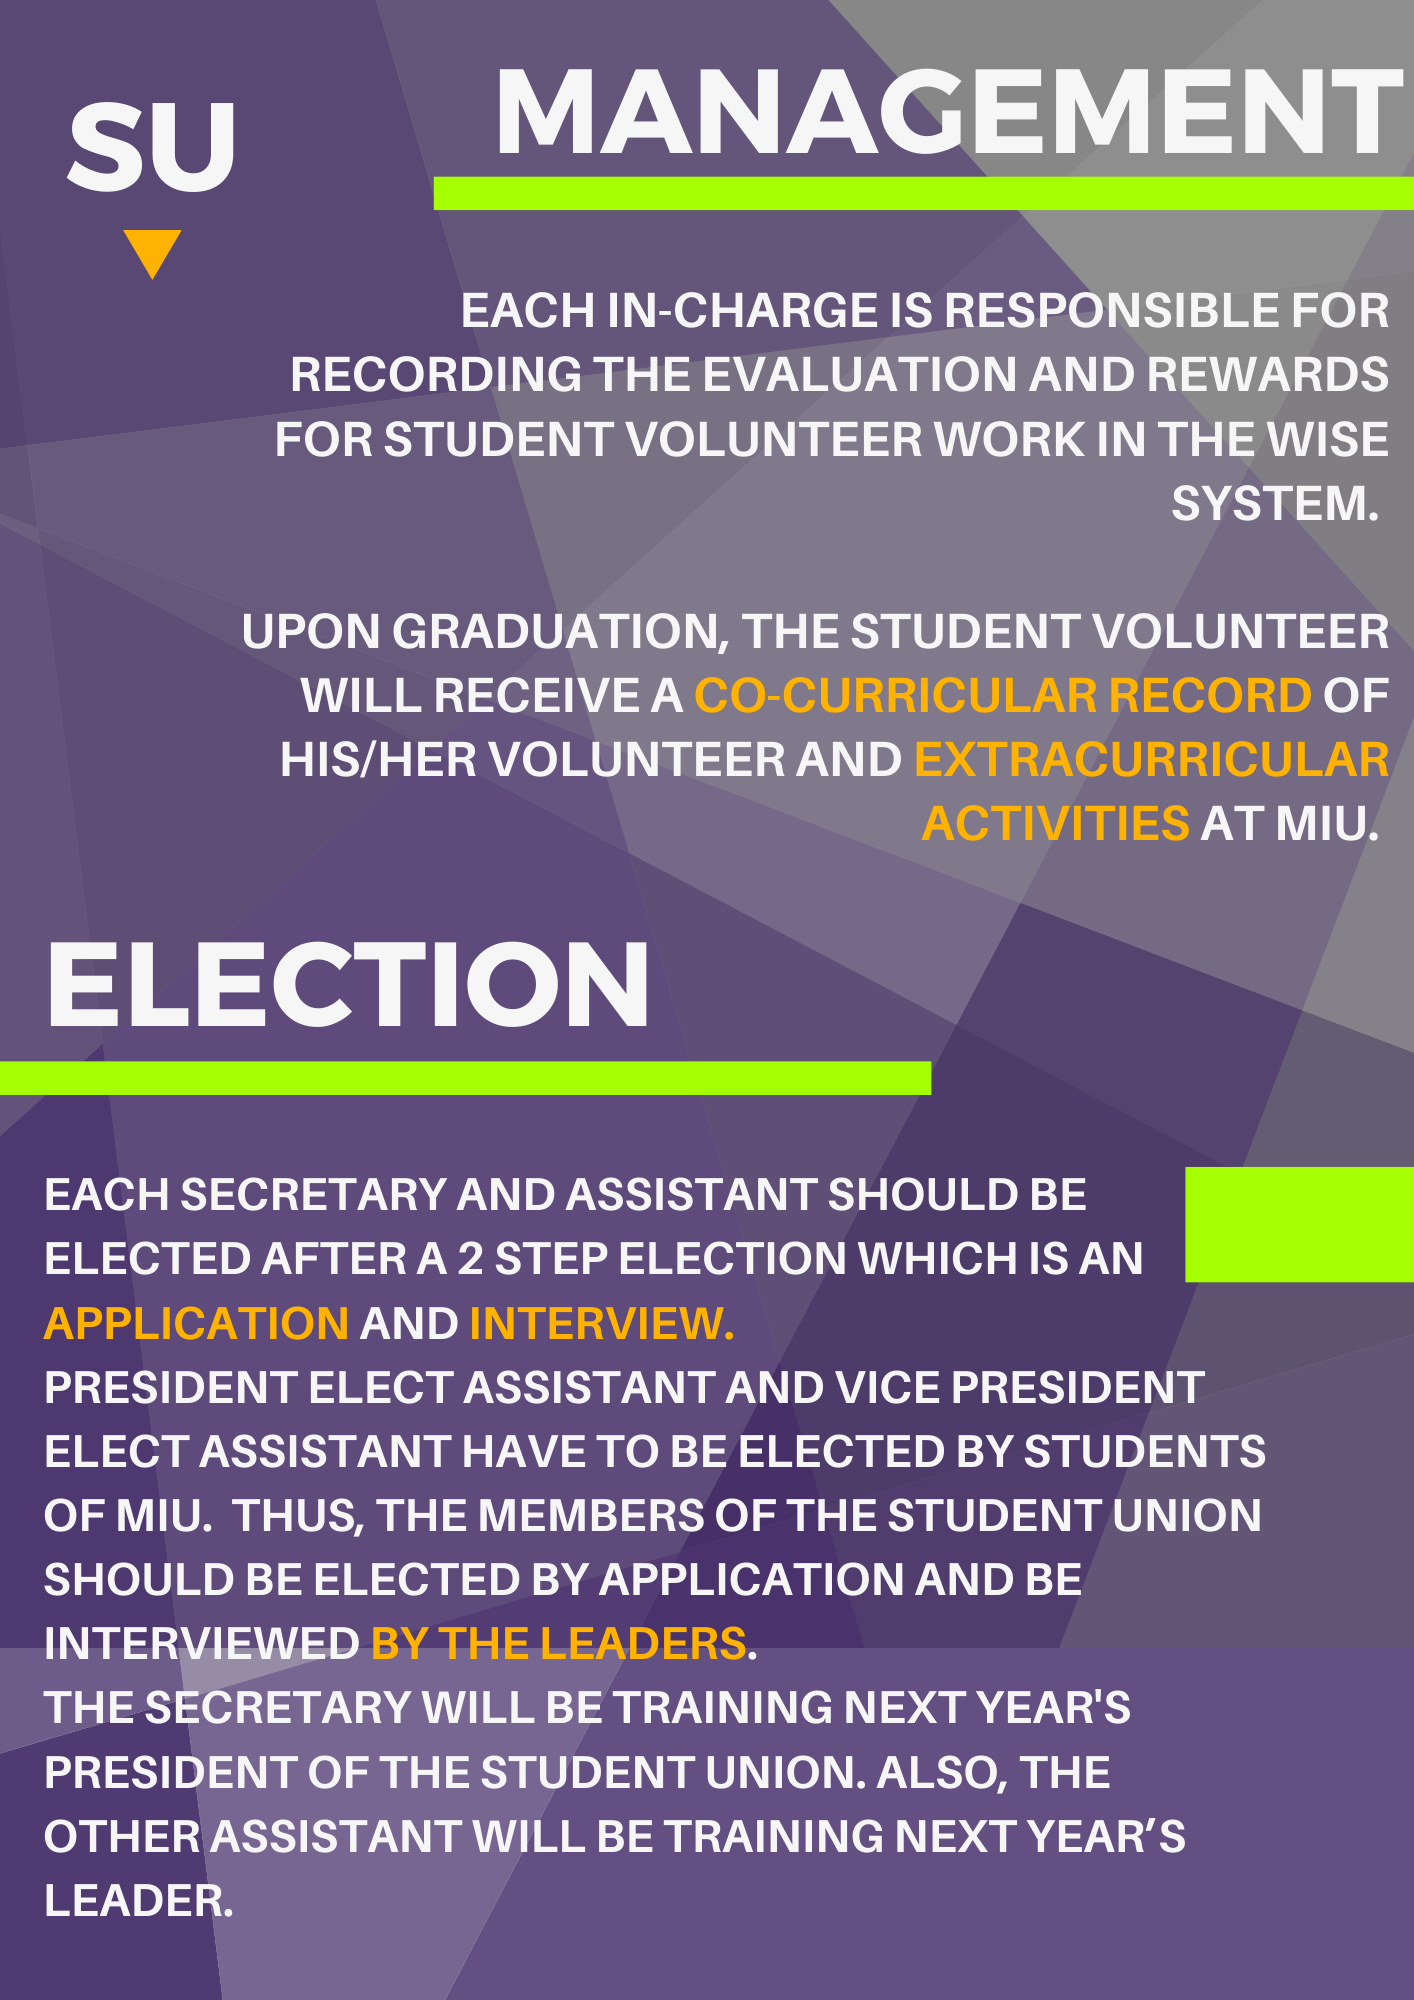 SU
MANAGEMENT
EACH IN-CHARGE IS RESPONSIBLE FOR
RECORDING THE EVALUATION AND REWARDS
FOR STUDENT VOLUNTEER WORK IN THE WISE
SYSTEM.
UPON GRADUATION, THE STUDENT VOLUNTEER
WILL RECEIVE A CO-CURRICULAR RECORD OF
HIS/HER VOLUNTEER AND EXTRACURRICULAR
ACTIVITIES AT MIU.
ELECTION
EACH SECRETARY AND ASSISTANT SHOULD BE
ELECTED AFTER A 2 STEP ELECTION WHICH IS AN
APPLICATION AND INTERVIEW.
PRESIDENT ELECT ASSISTANT AND VICE PRESIDENT
ELECT ASSISTANT HAVE TO BE ELECTED BY STUDENTS
OF MIU. THUS, THE MEMBERS OF THE STUDENT UNION
SHOULD BE ELECTED BY APPLICATION AND BE
INTERVIEWED BY THE LEADERS.
THE SECRETARY WILL BE TRAINING NEXT YEAR'S
PRESIDENT OF THE STUDENT UNION. ALSO, THE
OTHER ASSISTANT WILL BE TRAINING NEXT YEAR’S
LEADER.